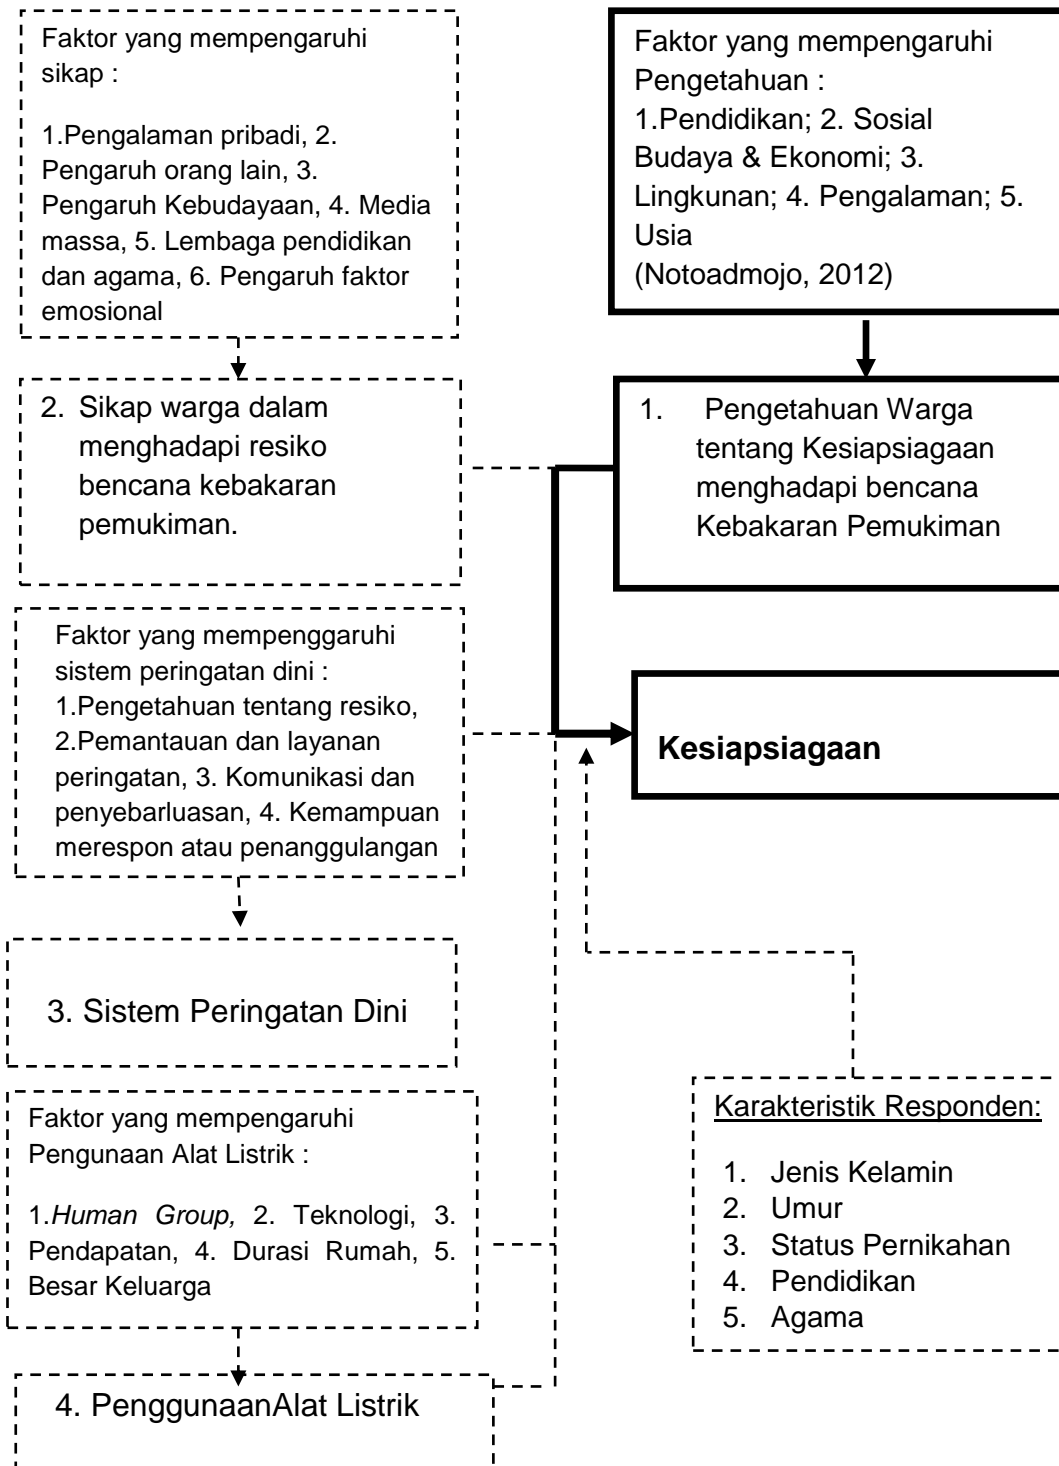 Faktor yang mempengaruhi
sikap :
1.Pengalaman pribadi, 2.
Pengaruh orang lain, 3.
Pengaruh Kebudayaan, 4. Media
massa, 5. Lembaga pendidikan
dan agama, 6. Pengaruh faktor
emosional
Faktor yang mempengaruhi
Pengetahuan :
1.Pendidikan; 2. Sosial
Budaya & Ekonomi; 3.
Lingkunan; 4. Pengalaman; 5.
Usia
(Notoadmojo, 2012)
2. Sikap warga dalam
menghadapi resiko
bencana kebakaran
pemukiman.
1. Pengetahuan Warga
tentang Kesiapsiagaan
menghadapi bencana
Kebakaran Pemukiman
Faktor yang mempenggaruhi
sistem peringatan dini :
1.Pengetahuan tentang resiko,
2.Pemantauan dan layanan
peringatan, 3. Komunikasi dan
penyebarluasan, 4. Kemampuan
merespon atau penanggulangan
Kesiapsiagaan
3. Sistem Peringatan Dini
Faktor yang mempengaruhi
Pengunaan Alat Listrik :
1.Human Group, 2. Teknologi, 3.
Pendapatan, 4. Durasi Rumah, 5.
Besar Keluarga
Karakteristik Responden:
1. Jenis Kelamin
2. Umur
3. Status Pernikahan
4. Pendidikan
5. Agama
4. PenggunaanAlat Listrik